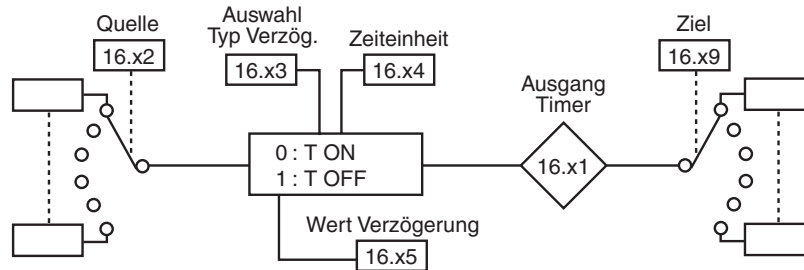 Quelle
16.x2
Auswahl
Typ Verzög.
16.x3
Zeiteinheit
16.x4
Ziel
16.x9
Ausgang
Timer
16.x1
0 : T ON
1 : T OFF
Wert Verzögerung
16.x5